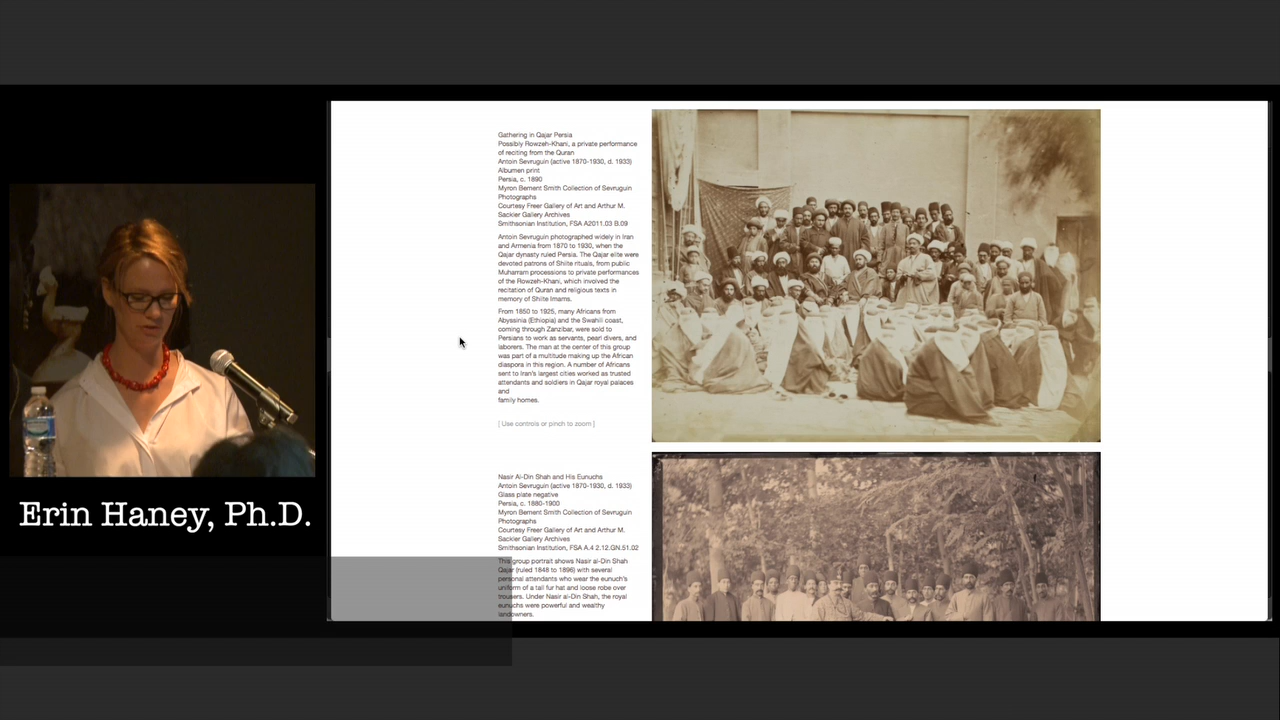 Gathering in Qajar Persia
Possibly Rowzeh-Khani, a private performance
of reciting from the Quran
Antoin Sevruguin (active 1870-1930, d. 1933)
Albumen print
Persia, c. 1890
Myron Bement Smith Collection of Sevruguin
Photographs
Courtesy Freer Gallery of Art and Arthur M.
Sackler Gallery Archives
Smithsonian Institution, FSA A2011.03 B.09
Antoin Sevruguin photographed widely in Iran
and Armenia from 1870 to 1930, when the
Qajar dynasty ruled Persia. The Qajar elite were
devoted patrons of Shiite rituals, from public
Muharram processions to private performances
of the Rowzeh-Khani, which involved the
recitation of Quran and religious texts in
memory of Shiite Imams.
From 1850 to 1925, many Africans from
Abyssinia (Ethiopia) and the Swahili coast,
coming through Zanzibar, were sold to
Persians to work as servants, pearl divers, and
laborers. The man at the center of this group
was part of a multitude making up the African
diaspora in this region. A number of Africans
sent to Iran's largest cities worked as trusted
attendants and soldiers in Qajar royal palaces
and
family homes.
[ Use controls or pinch to zoom ]
Nasir Al-Din Shah and His Eunuchs
Antoin Sevruguin (active 1870-1930, d. 1933)
Glass plate negative
Persia, c. 1880-1900
Myron Bement Smith Collection of Sevruguin
Photographs
Courtesy Freer Gallery of Art and Arthur M.
Sackler Gallery Archives
Smithsonian Institution, FSA A.4 2.12.GN.51.02
This group portrait shows Nasir al-Din Shah
Qajar (ruled 1848 to 1896) with several
personal attendants who wear the eunuch's
uniform of a tall fur hat and loose robe over
trousers. Under Nasir al-Din Shah, the royal
eunuchs were powerful and wealthy
landowners.
Erin Haney, Ph.D.